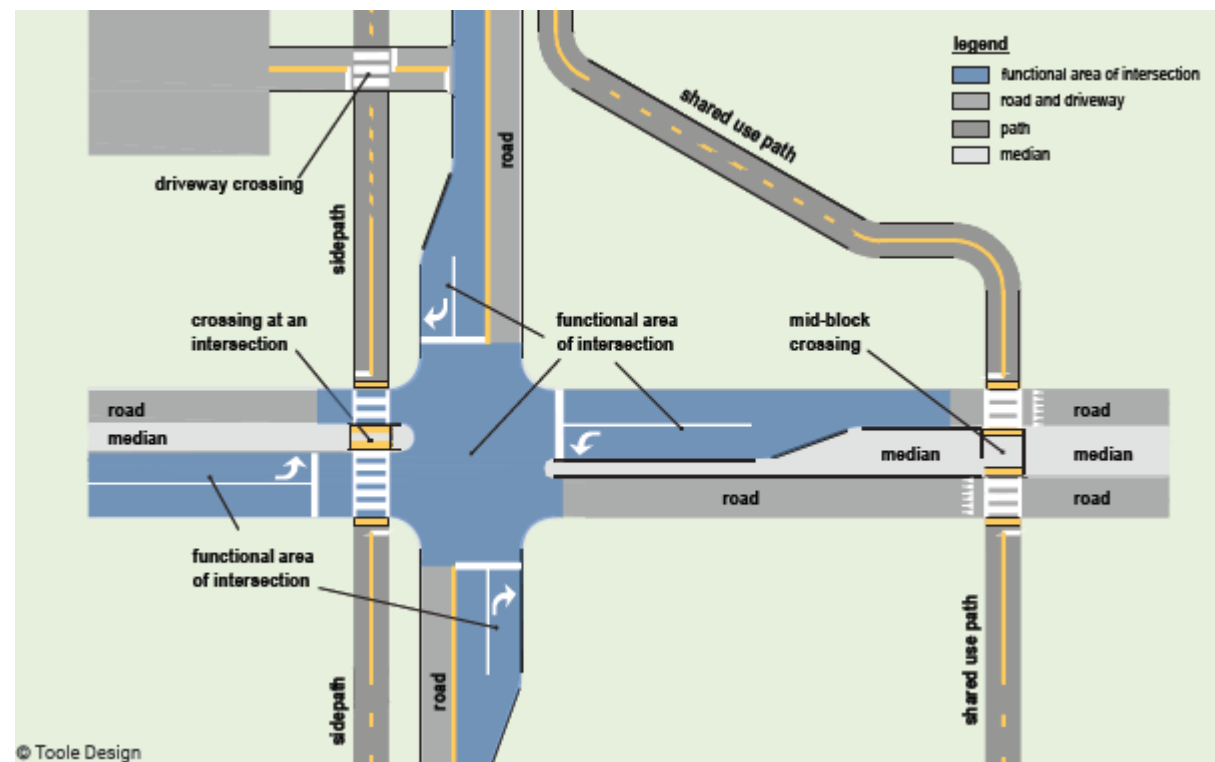 legend
functional area of intersection
road and driveway
path
median
shared use path
road
driveway crossing
sidepath
crossing at an
intersection
functional area
of intersection
mid-block
crossing
road
median
road
median
median
road
road
functional area
of intersection
sidepath
road
shared use path
© Toole Design